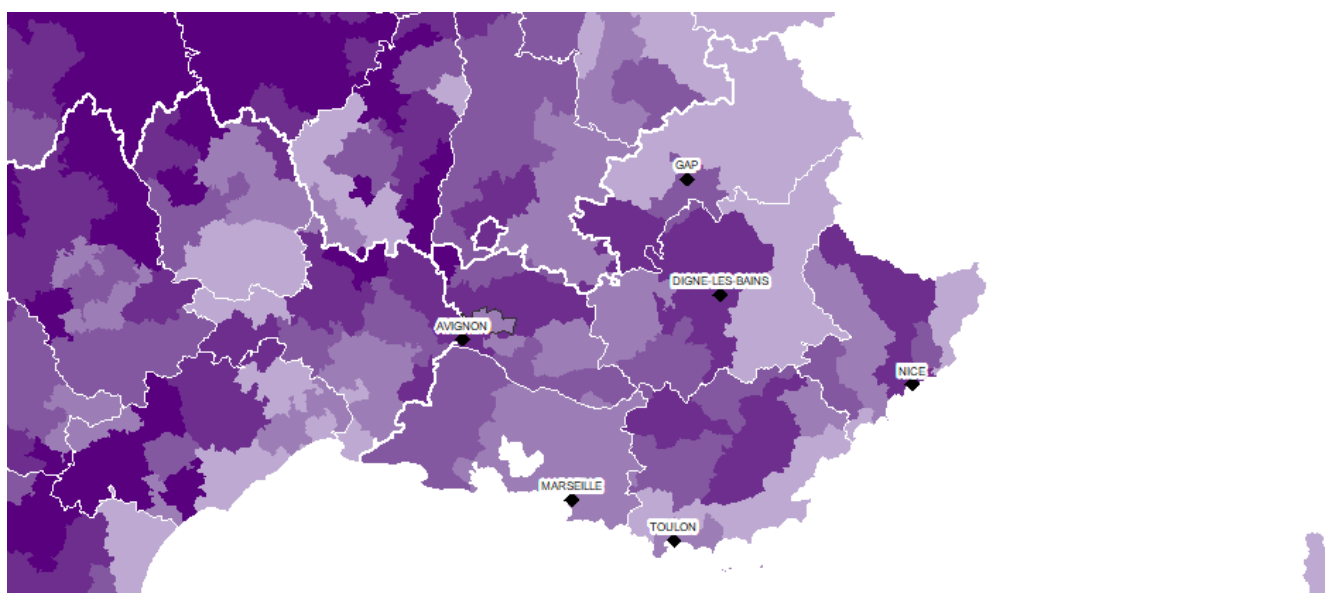 GAP
DIGNE-LES-BAINS
AVIGNON
NICE
MARSEILLE
TOULON